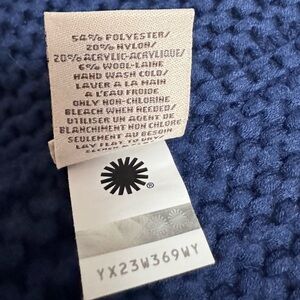 54% POLYESTER/
20% NYLON/
20% ACRYLIC-ACRYLIQUE/
6% WOOL-LAINE
HAND WASH COLD/
LAVER A LA MAIN
A L'EAU FROIDE
ONLY NON-CHLORINE
BLEACH WHEN NEEDED/
UTILISER UN AGENT DE
BLANCHIMENT NON CHLORE
SEULEMENT AU BESOIN
LAY FLAT TO DRY/
®
YX23W369WY